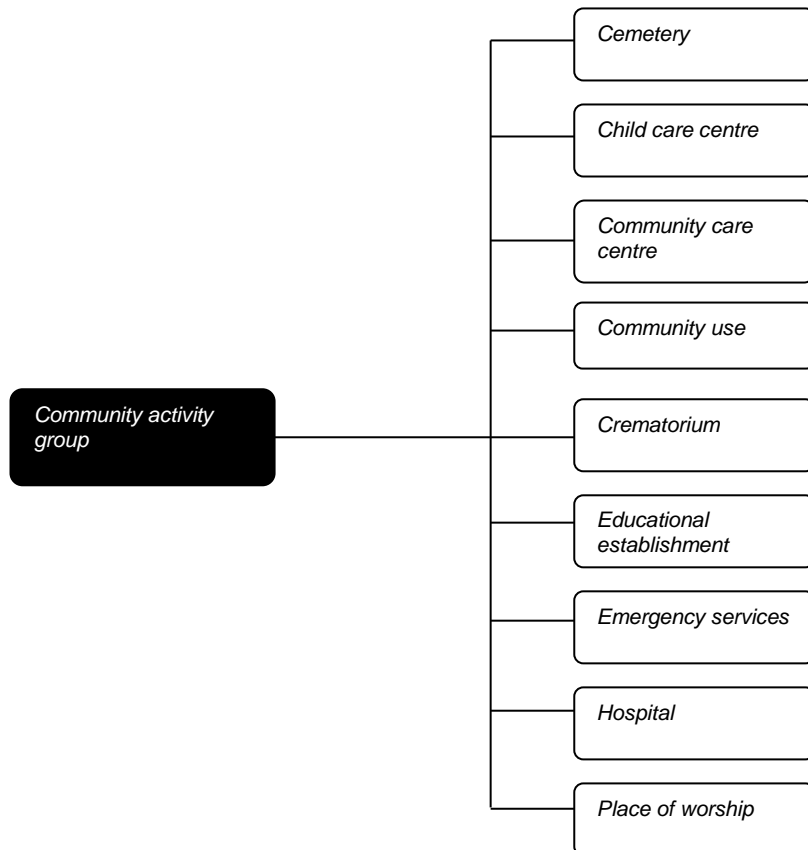 Cemetery
Child care centre
Community care
centre
Community use
Community activity
group
Crematorium
Educational
establishment
Emergency services
Hospital
Place of worship